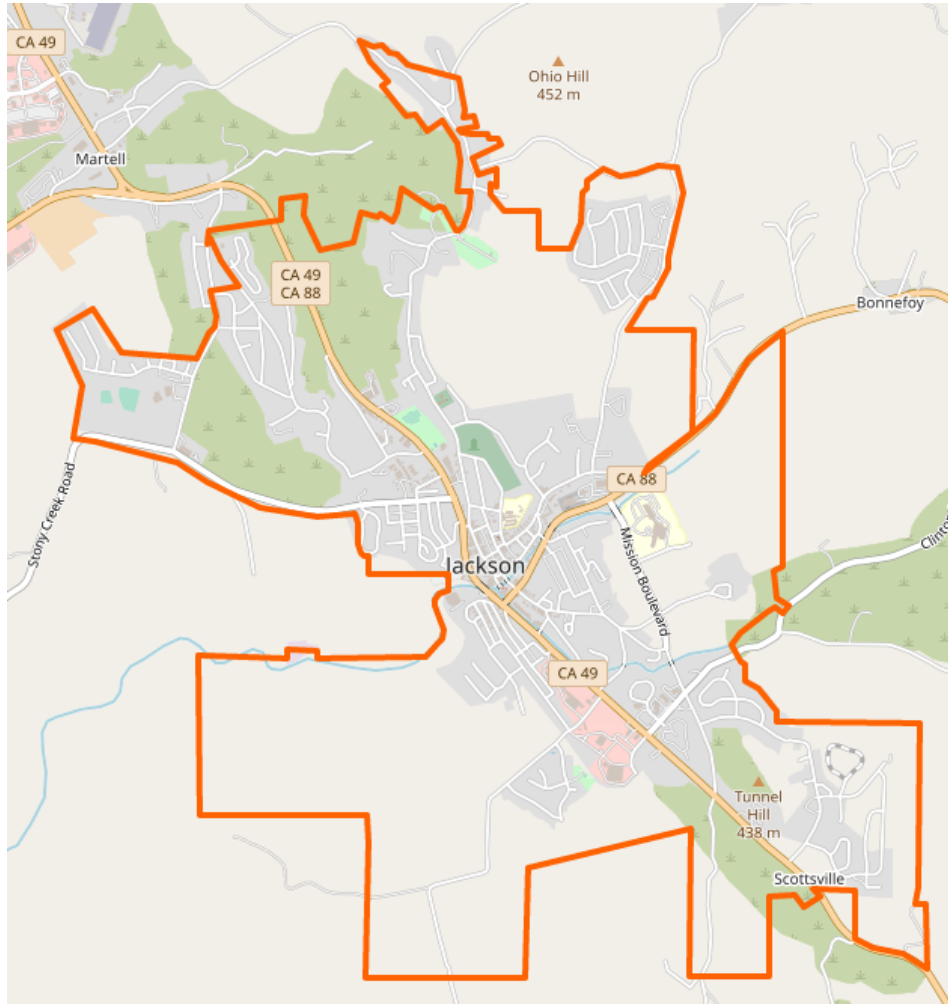 CA 49
Ohio Hill
452 m
Martell
CA 49
CA 88
Bonnefoy
Stony Creek Road
CA 88
Mission Boulevard
Clinto
Jackson
CA 49
Tunnel
Hill
438 m
Scottsville